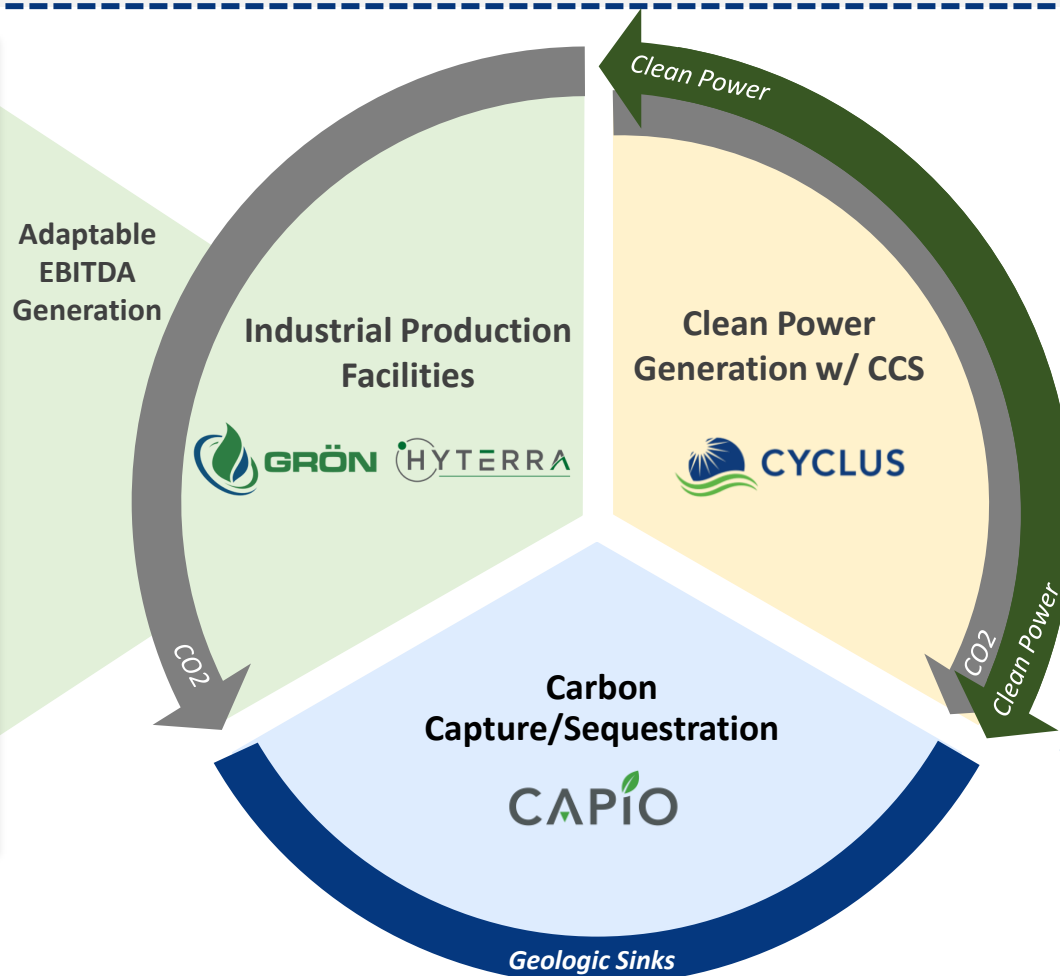 Clean Power
Adaptable
EBITDA
Generation
Industrial Production
Facilities
GRÖN
HYTERRA
Clean Power
Generation w/ CCS
CYCLUS
CO2
CO2
Clean Power
Carbon
Capture/Sequestration
CAPIO
Geologic Sinks